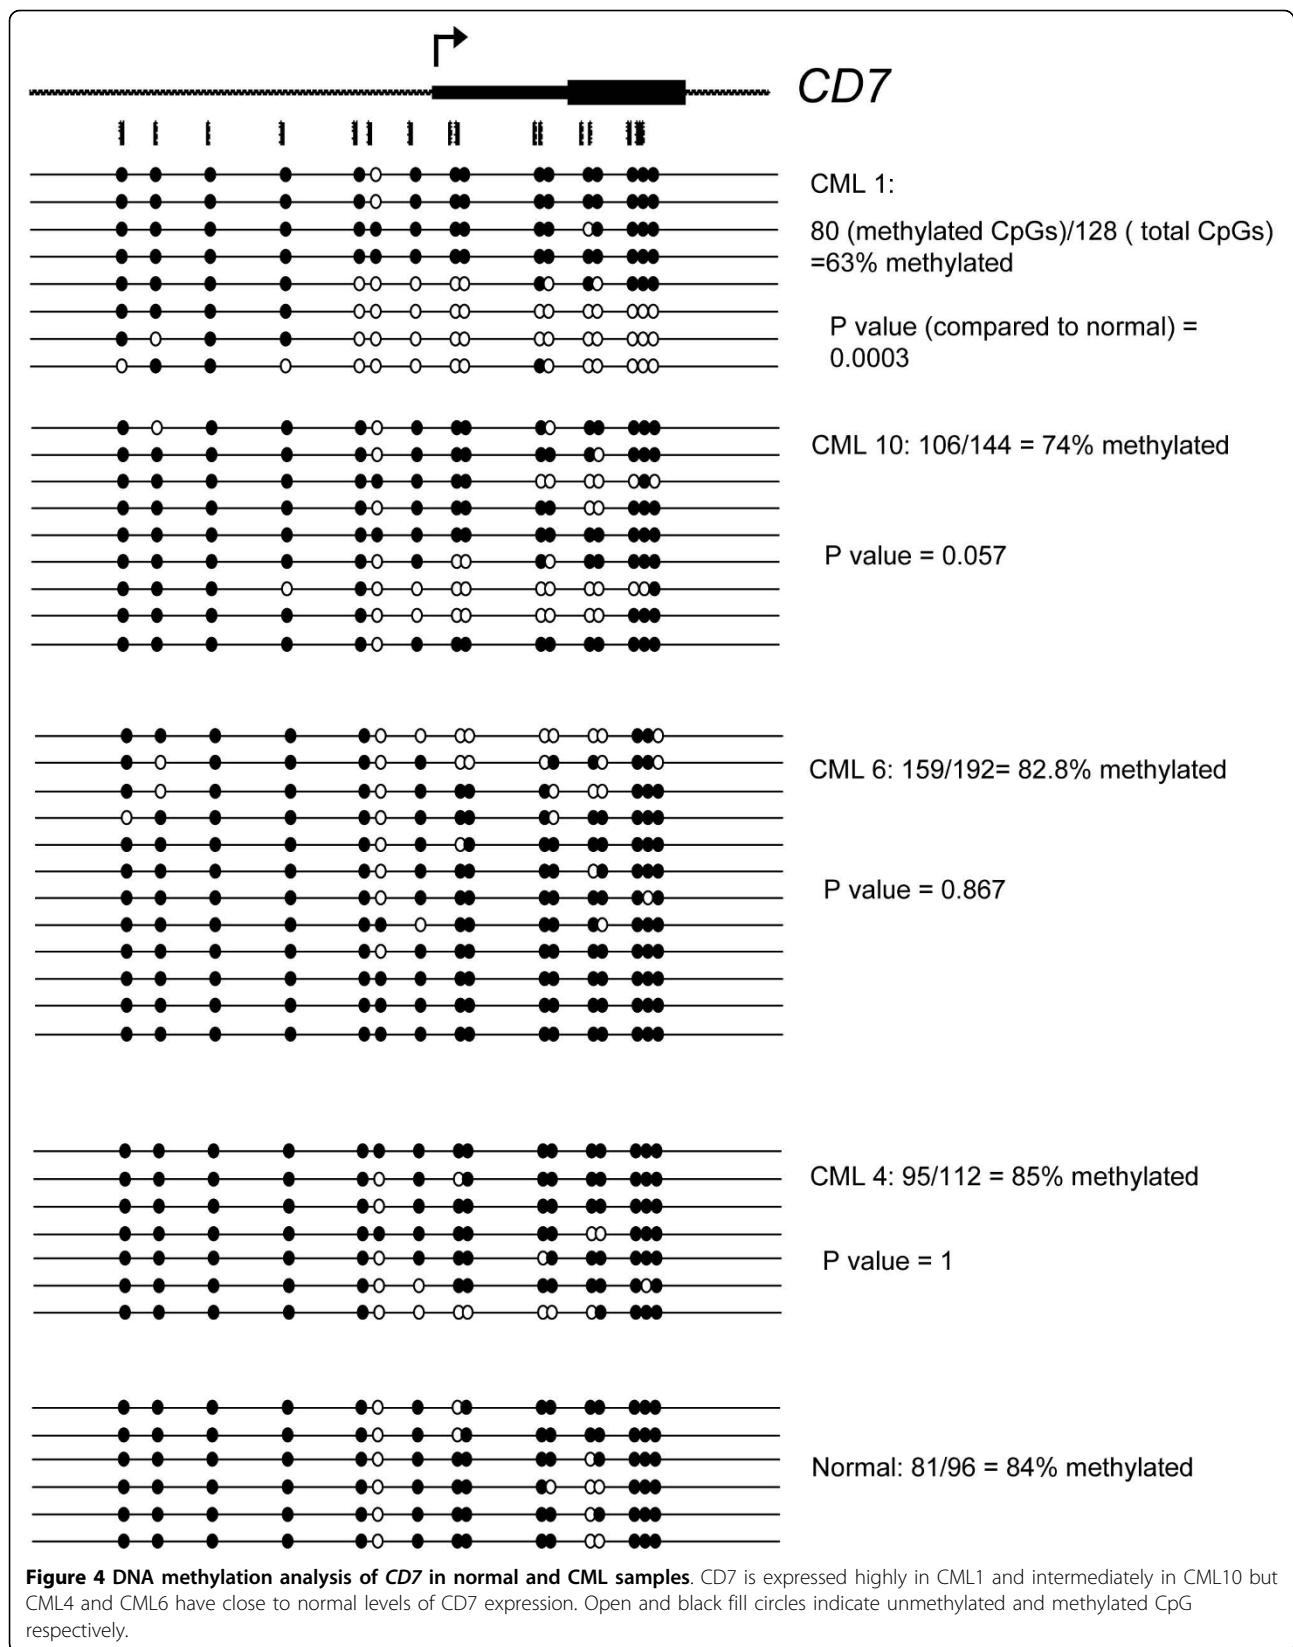 CD7
CML 1:
80 (methylated CpGs)/128 ( total CpGs)
=63% methylated
P value (compared to normal) =
0.0003
CML 10: 106/144 = 74% methylated
P value = 0.057
CML 6: 159/192= 82.8% methylated
P value = 0.867
CML 4: 95/112 = 85% methylated
P value = 1
Normal: 81/96 = 84% methylated
Figure 4 DNA methylation analysis of CD7 in normal and CML samples. CD7 is expressed highly in CML1 and intermediately in CML10 but
CML4 and CML6 have close to normal levels of CD7 expression. Open and black fill circles indicate unmethylated and methylated CpG
respectively.